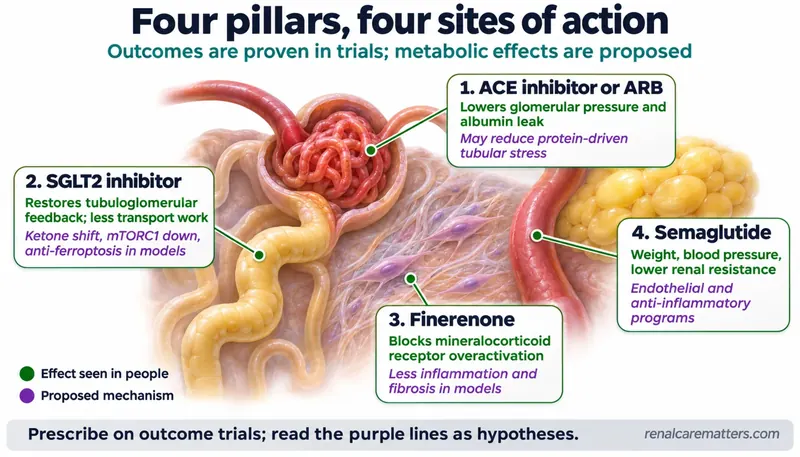 Four pillars, four sites of action
Outcomes are proven in trials; metabolic effects are proposed
1. ACE inhibitor or ARB
Lowers glomerular pressure and
albumin leak
May reduce protein-driven
tubular stress
2. SGLT2 inhibitor
Restores tubuloglomerular
feedback; less transport work
Ketone shift, mTORC1 down,
anti-ferroptosis in models
4. Semaglutide
Weight, blood pressure,
lower renal resistance
Endothelial and
anti-inflammatory
programs
3. Finerenone
Blocks mineralocorticoid
receptor overactivation
Less inflammation and
fibrosis in models
Effect seen in people
Proposed mechanism
Prescribe on outcome trials; read the purple lines as hypotheses.
renalcarematters.com